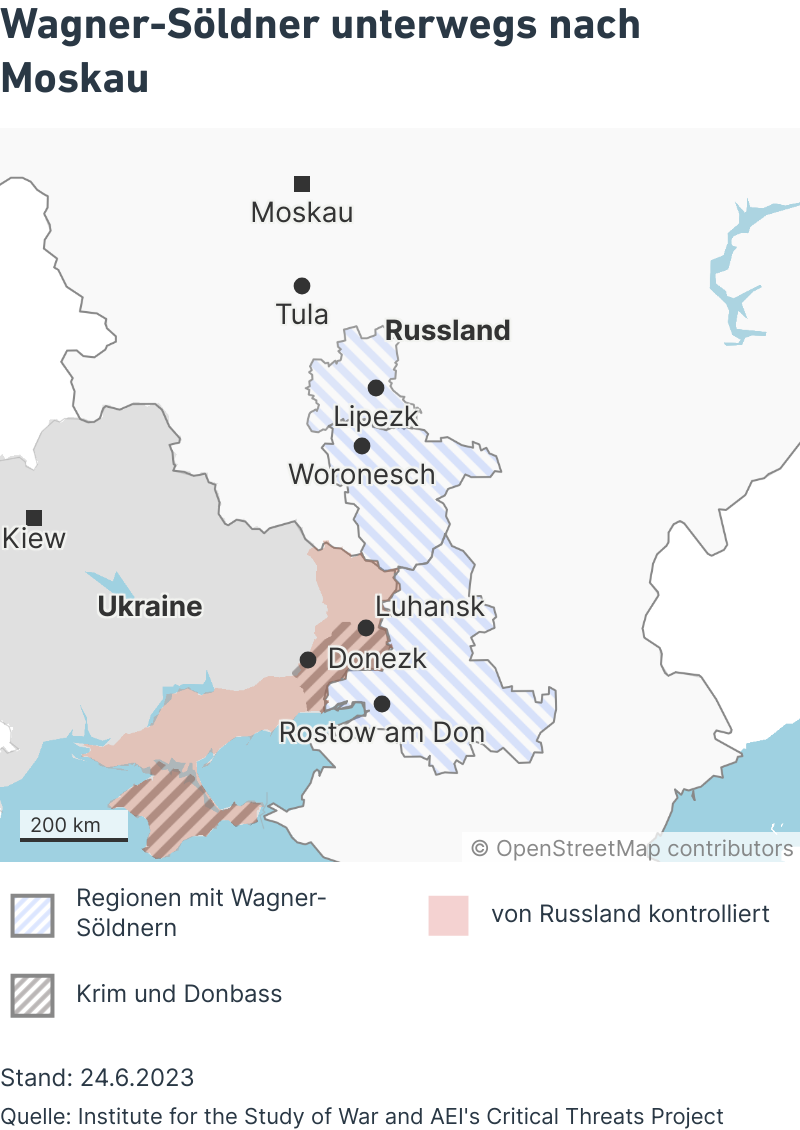 Wagner-Söldner unterwegs nach
Moskau
Moskau
Tula
Russland
Lipezk
Woronesch
Kiew
Ukraine
Luhansk
Donezk
Rostow am Don
200 km
© OpenStreetMap contributors
Regionen mit Wagner-
Söldnern
von Russland kontrolliert
Krim und Donbass
Stand: 24.6.2023
Quelle: Institute for the Study of War and AEI's Critical Threats Project